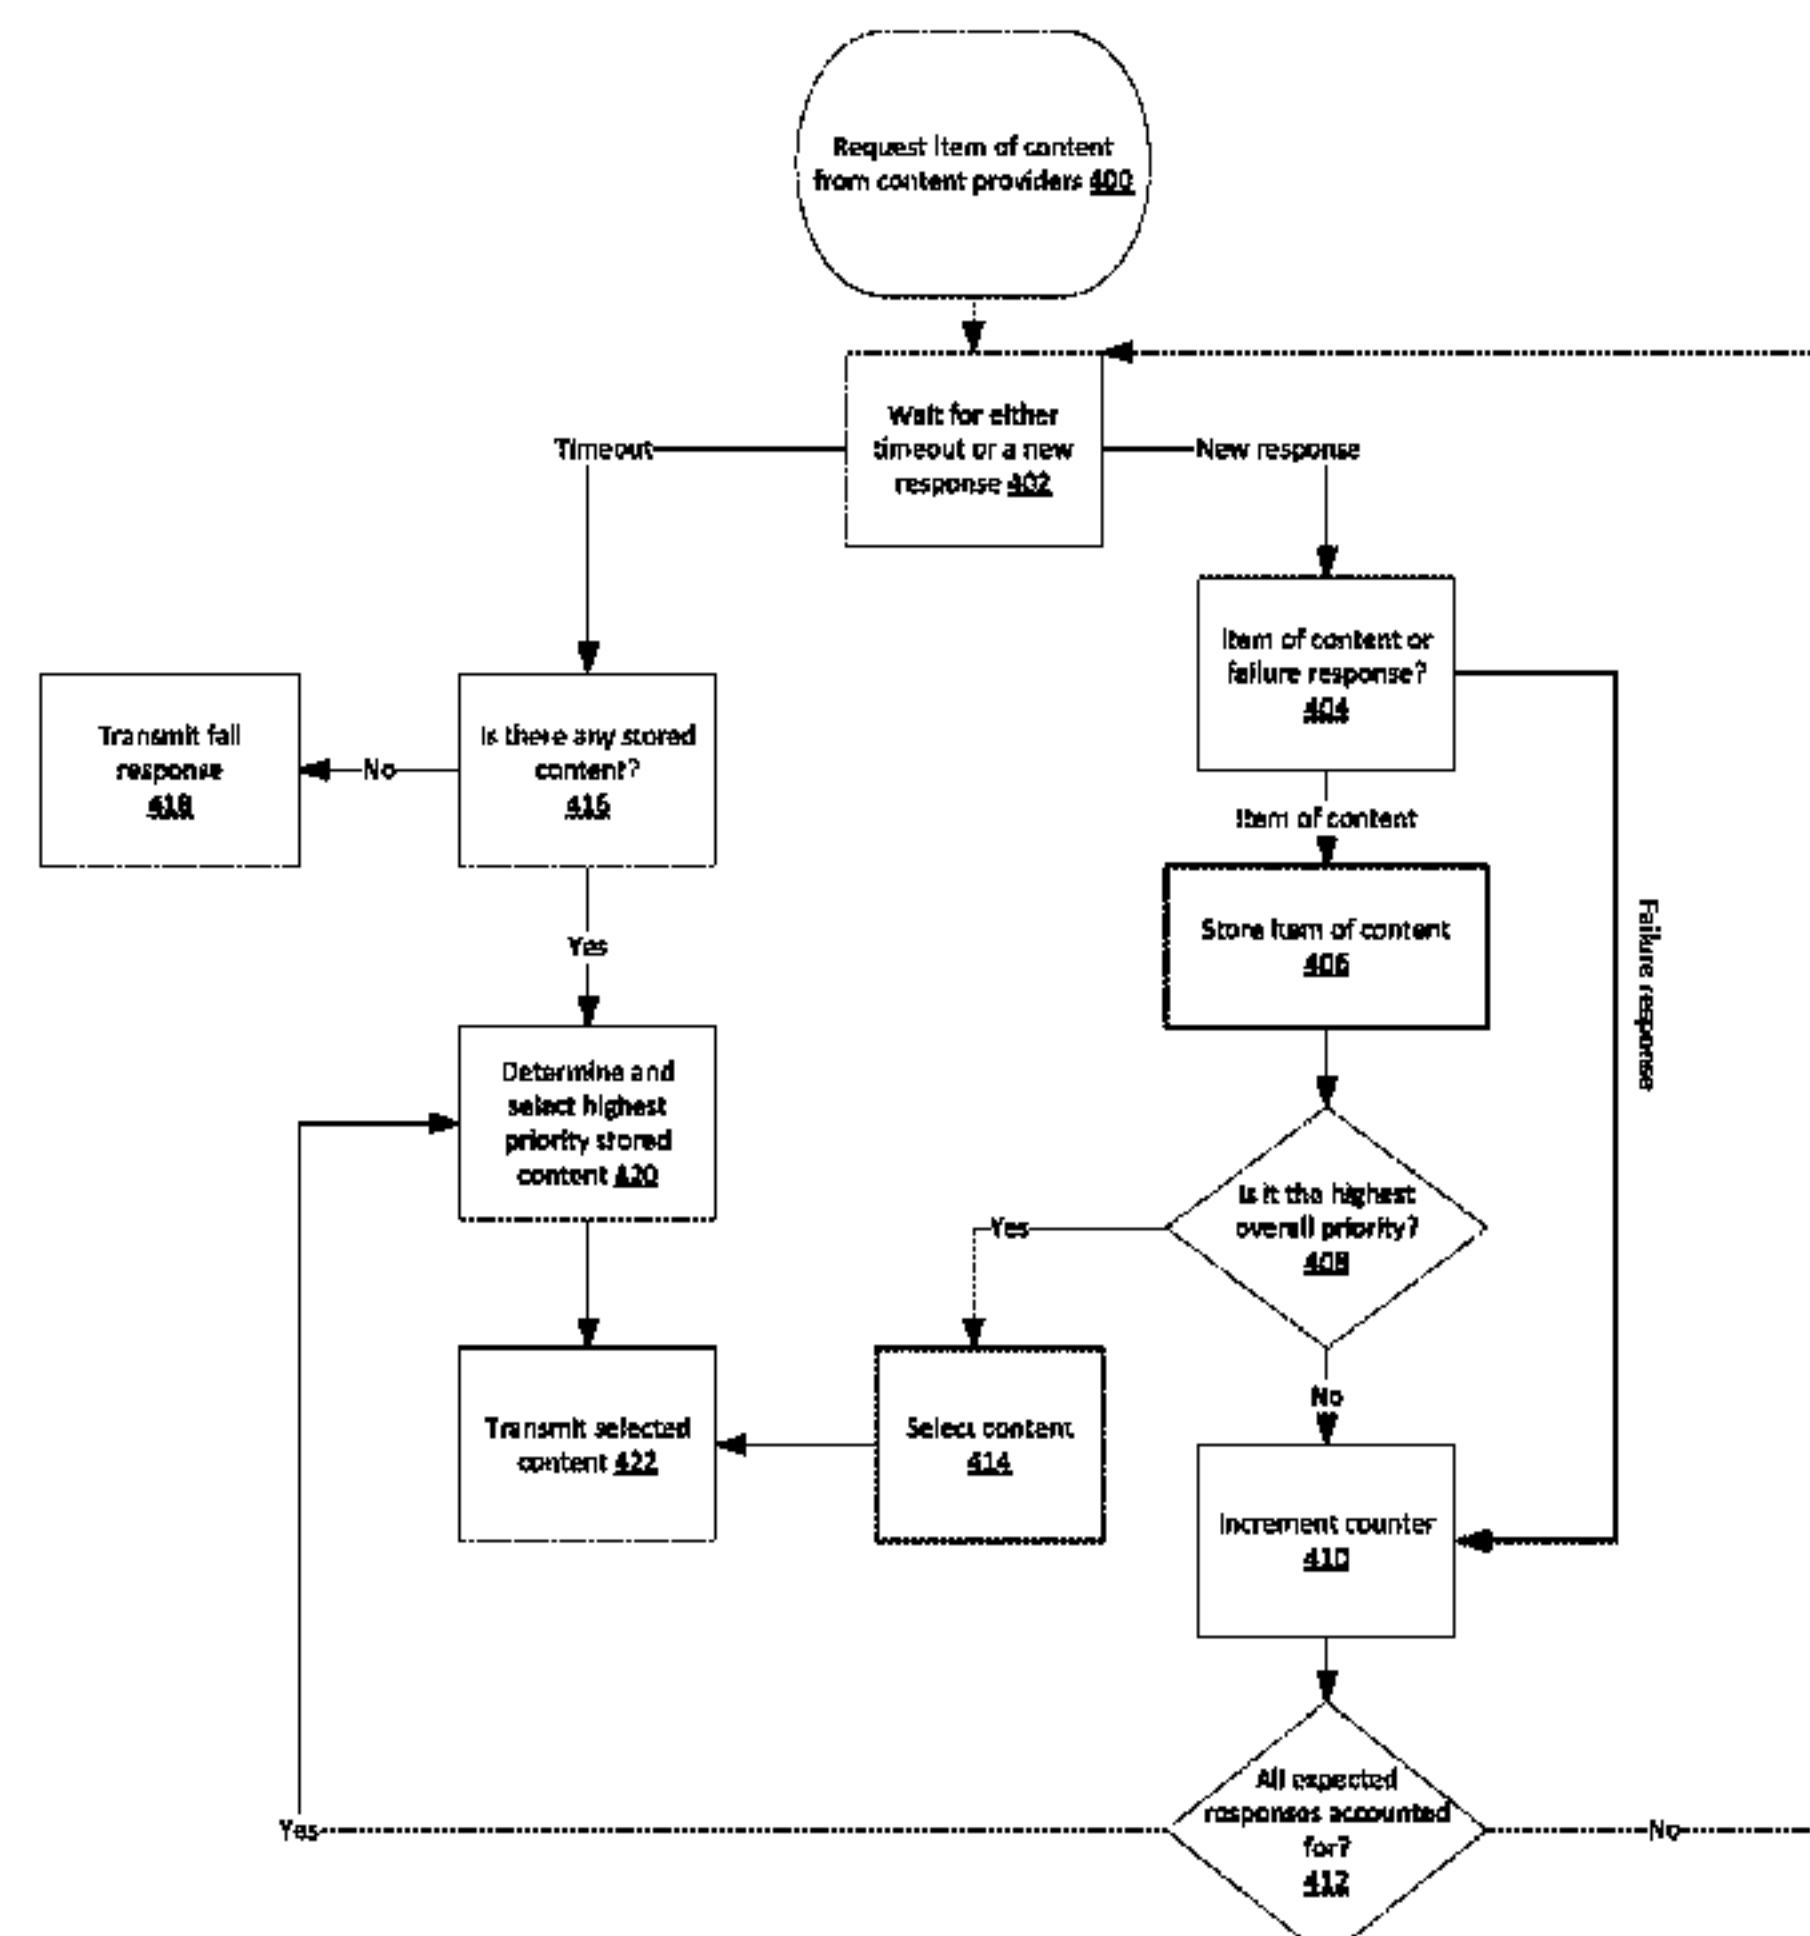 Request item of content
from content providers 400
Wait for either
timeout or a new
response 402
Timeout
New response
Item of content or
failure response?
404
Transmit fail
response
418
No
Is there any stored
content?
416
Item of content
Store item of content
406
Failure response
Yes
Determine and
select highest
priority stored
content 420
Is it the highest
overall priority?
408
Yes
No
Transmit selected
content 422
Select content
414
Increment counter
410
All expected
responses accounted
for?
412
Yes
No